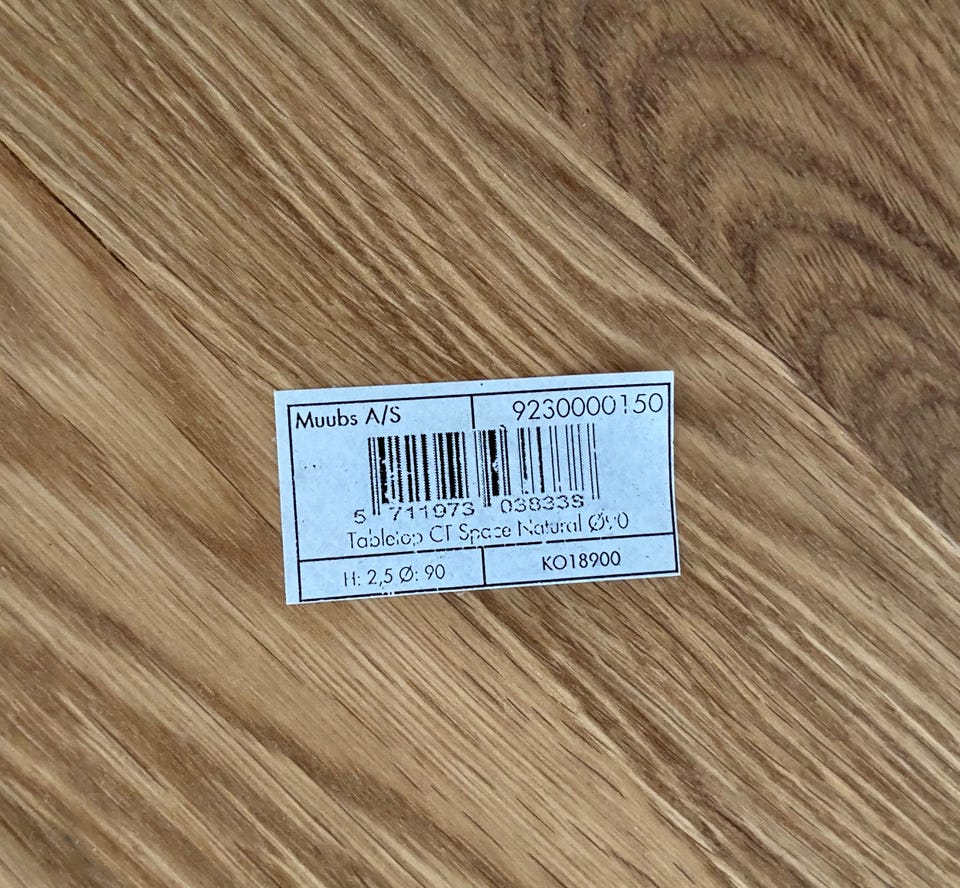 Muubs A/S
9230000150
5 711973 038338
Tabletop CT Space Natural Ø90
H: 2,5 Ø: 90
KO18900